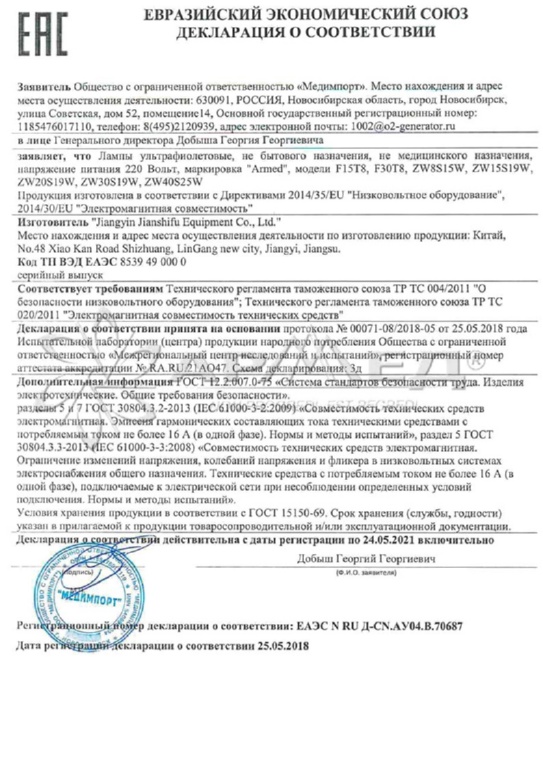 ЕАС
ЕВРАЗИЙСКИЙ ЭКОНОМИЧЕСКИЙ СОЮЗ
ДЕКЛАРАЦИЯ О СООТВЕТСТВИИ
Заявитель Общество с ограниченной ответственностью «Медимпорт». Место нахождения и адрес
места осуществления деятельности: 630091, РОССИЯ, Новосибирская область, город Новосибирск,
улица Советская, дом 52, помещение14, Основной государственный регистрационный номер:
1185476017110, телефон: 8(495)2120939, адрес электронной почты: 1002@o2-generator.ru
в лице Генерального директора Добыша Георгия Георгиевича
заявляет, что Лампы ультрафиолетовые, не бытового назначения, не медицинского назначения,
напряжение питания 220 Вольт, маркировка "Armed", модели F15T8, F30T8, ZW8S15W, ZW15S19W,
ZW20S19W, ZW30S19W, ZW40S25W
Продукция изготовлена в соответствии с Директивами 2014/35/EU "Низковольтное оборудование",
2014/30/EU "Электромагнитная совместимость"
Изготовитель "Jiangyin Jianshifu Equipment Co., Ltd."
Место нахождения и адрес места осуществления деятельности по изготовлению продукции: Китай,
No.48 Xiao Kan Road Shizhuang, LinGang new city, Jiangyi, Jiangsu.
Код ТП ВЭД ЕАЭС 8539 49 000 0
серийный выпуск
Соответствует требованиям Технического регламента таможенного союза ТР ТС 004/2011 "О
безопасности низковольтного оборудования"; Технического регламента таможенного союза ТР ТС
020/2011 "Электромагнитная совместимость технических средств"
Декларация о соответствии принята на основании протокола № 00071-08/2018-05 от 25.05.2018 года
Испытательной лаборатории (центра) продукции народного потребления Общества с ограниченной
ответственностью «Межрегиональный центр исследований и испытаний», регистрационный номер
аттестата аккредитации № RA.RU.21АО47. Схема декларирования: 3д
Дополнительная информация ГОСТ 12.2.007.0-75 «Система стандартов безопасности труда. Изделия
электротехнические. Общие требования безопасности».
разделы 5 и 7 ГОСТ 30804.3.2-2013 (IEC 61000-3-2:2009) «Совместимость технических средств
электромагнитная. Эмиссия гармонических составляющих тока техническими средствами с
потребляемым током не более 16 А (в одной фазе). Нормы и методы испытаний», раздел 5 ГОСТ
30804.3.3-2013 (IEC 61000-3-3:2008) «Совместимость технических средств электромагнитная.
Ограничение изменений напряжения, колебаний напряжения и фликера в низковольтных системах
электроснабжения общего назначения. Технические средства с потребляемым током не более 16 А (в
одной фазе), подключаемые к электрической сети при несоблюдении определенных условий
подключения. Нормы и методы испытаний».
Условия хранения продукции в соответствии с ГОСТ 15150-69. Срок хранения (службы, годности)
указан в прилагаемой к продукции товаросопроводительной и/или эксплуатационной документации.
Декларация о соответствии действительна с даты регистрации по 24.05.2021 включительно
Добыш Георгий Георгиевич
(подпись)
(Ф.И.О. заявителя)
"МЕДИМПОРТ"
Регистрационный номер декларации о соответствии: ЕАЭС N RU Д-CN.АУ04.В.70687
Дата регистрации декларации о соответствии 25.05.2018